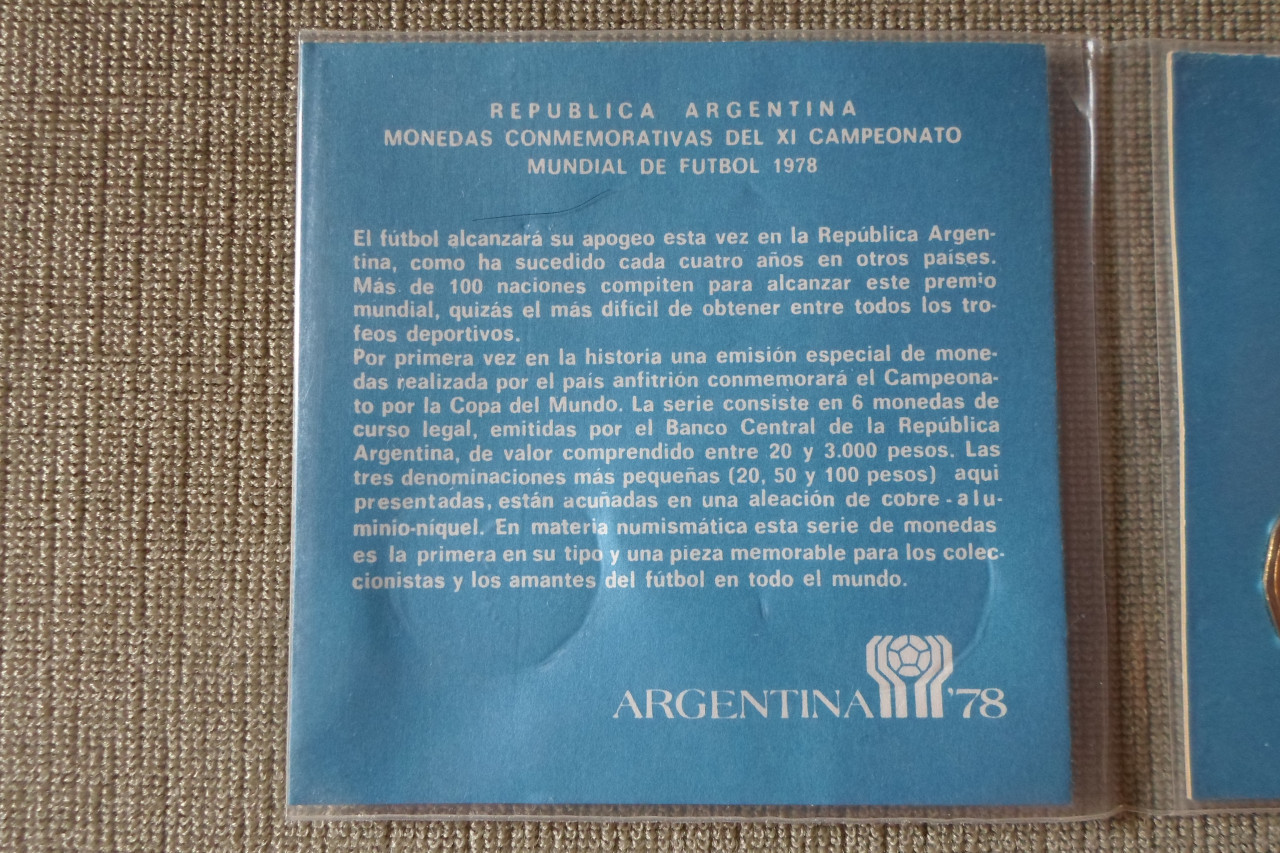 REPUBLICA ARGENTINA
MONEDAS CONMEMORATIVAS DEL XI CAMPEONATO
MUNDIAL DE FUTBOL 1978
El fútbol alcanzará su apogeo esta vez en la República Argen-
tina, como ha sucedido cada cuatro años en otros países.
Más de 100 naciones compiten para alcanzar este premio
mundial, quizás el más difícil de obtener entre todos los tro-
feos deportivos.
Por primera vez en la historia una emisión especial de mone-
das realizada por el país anfitrión conmemorará el Campeona-
to por la Copa del Mundo. La serie consiste en 6 monedas de
curso legal, emitidas por el Banco Central de la República
Argentina, de valor comprendido entre 20 y 3.000 pesos. Las
tres denominaciones más pequeñas (20, 50 y 100 pesos) aqui
presentadas, están acuñadas en una aleación de cobre-alu-
minio-níquel. En materia numismática esta serie de monedas
es la primera en su tipo y una pieza memorable para los colec-
cionistas y los amantes del fútbol en todo el mundo.
ARGENTINA '78